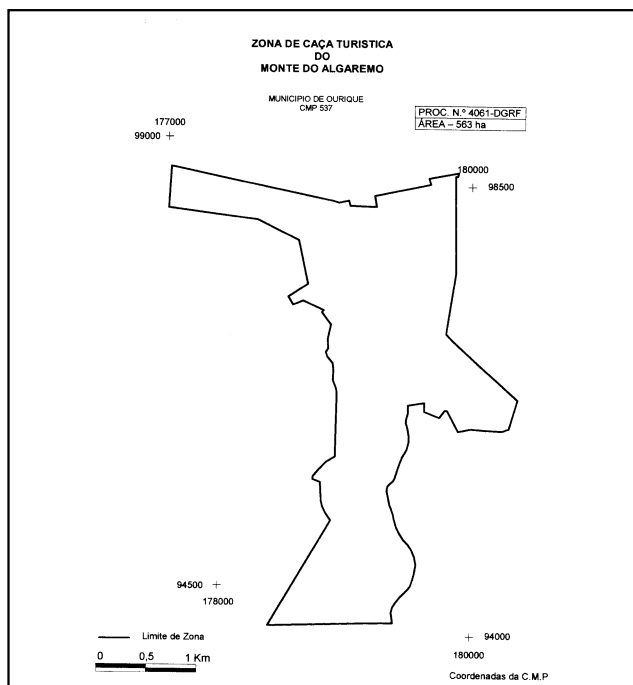 ZONA DE CAÇA TURISTICA
DO
MONTE DO ALGAREMO
MUNICIPIO DE OURIQUE
CMP 537
PROC. N.º 4061-DGRF
ÁREA – 563 ha
177000
99000
180000
98500
94500
178000
94000
180000
Limite de Zona
0 0,5 1 Km
Coordenadas da C.M.P